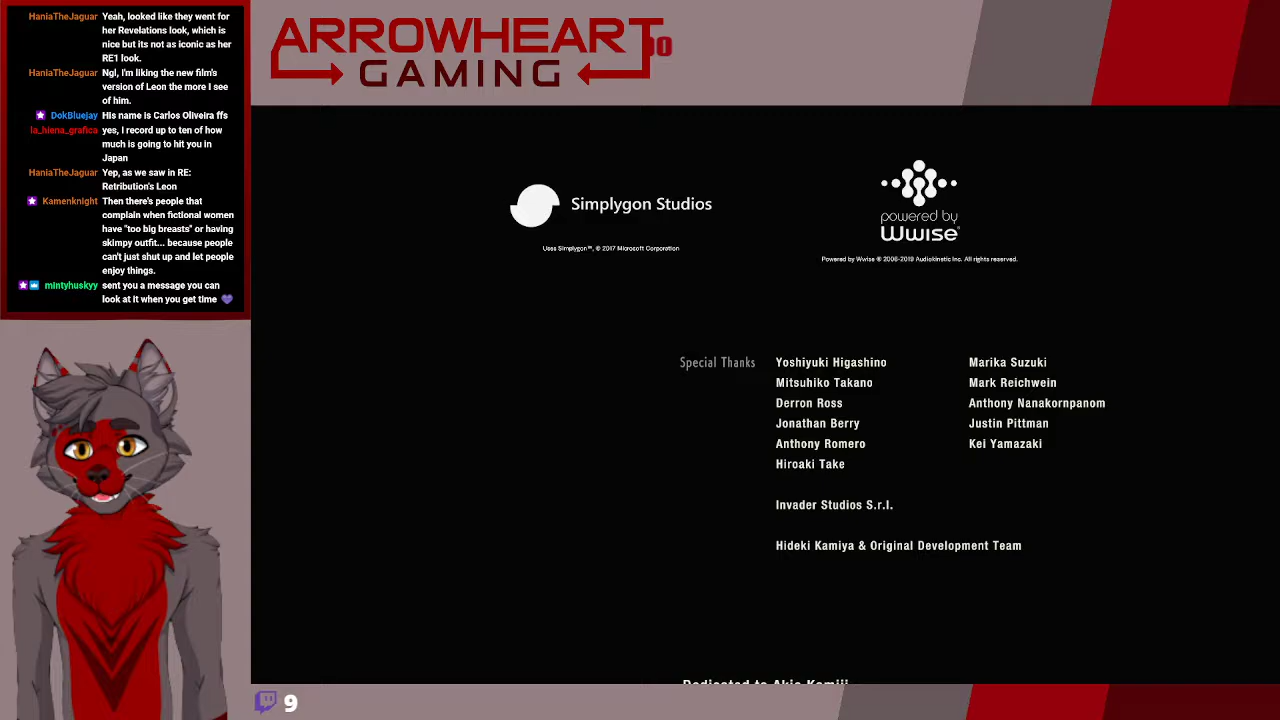 HaniaTheJaguar Yeah, looked like they went for
her Revelations look, which is
nice but its not as iconic as her
RE1 look.
HaniaTheJaguar Ngl, I'm liking the new film's
version of Leon the more I see
of him.
DokBluejay His name is Carlos Oliveira ffs
la_hiena_grafica yes, I record up to ten of how
much is going to hit you in
Japan
HaniaTheJaguar Yep, as we saw in RE:
Retribution's Leon
Kamenknight Then there's people that
complain when fictional women
have "too big breasts" or having
skimpy outfit... because people
can't just shut up and let people
enjoy things.
mintyhuskyy sent you a message you can
look at it when you get time
ARROWHEART
GAMING
Simplygon Studios
Uses Simplygon™, © 2017 Microsoft Corporation
powered by
Wwise®
Powered by Wwise © 2006-2019 Audiokinetic Inc. All rights reserved.
Special Thanks
Yoshiyuki Higashino Marika Suzuki
Mitsuhiko Takano Mark Reichwein
Derron Ross Anthony Nanakornpanom
Jonathan Berry Justin Pittman
Anthony Romero Kei Yamazaki
Hiroaki Take
Invader Studios S.r.l.
Hideki Kamiya & Original Development Team
Dedicated to Akio Kamiji
9